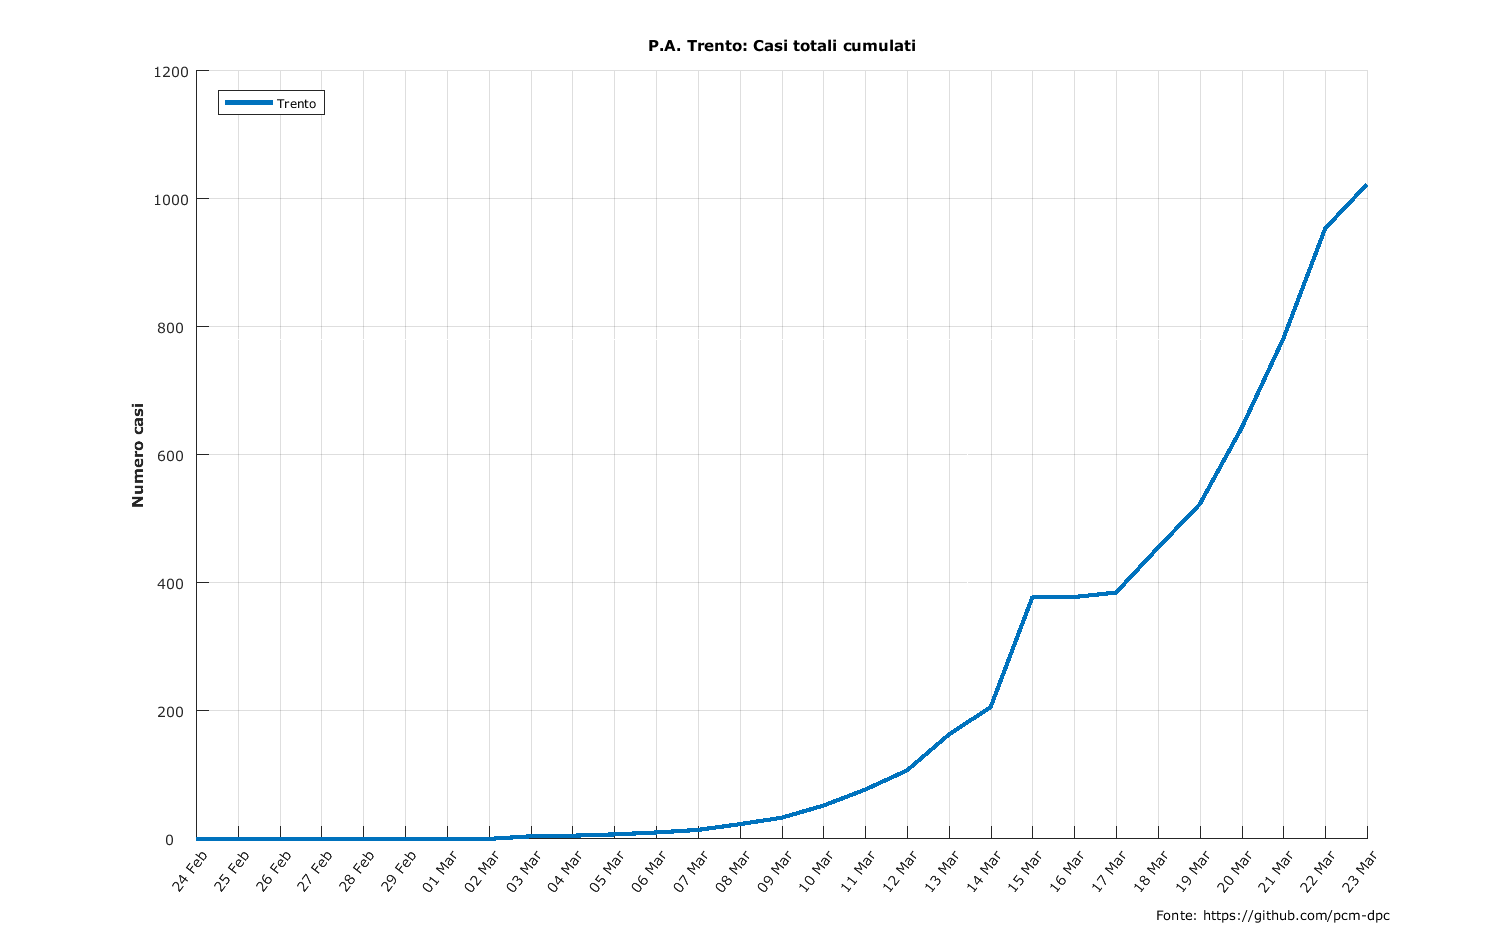 P.A. Trento: Casi totali cumulati
Trento
Numero casi
1200
1000
800
600
400
200
0
24 Feb
25 Feb
26 Feb
27 Feb
28 Feb
29 Feb
01 Mar
02 Mar
03 Mar
04 Mar
05 Mar
06 Mar
07 Mar
08 Mar
09 Mar
10 Mar
11 Mar
12 Mar
13 Mar
14 Mar
15 Mar
16 Mar
17 Mar
18 Mar
19 Mar
20 Mar
21 Mar
22 Mar
23 Mar
Fonte: https://github.com/pcm-dpc